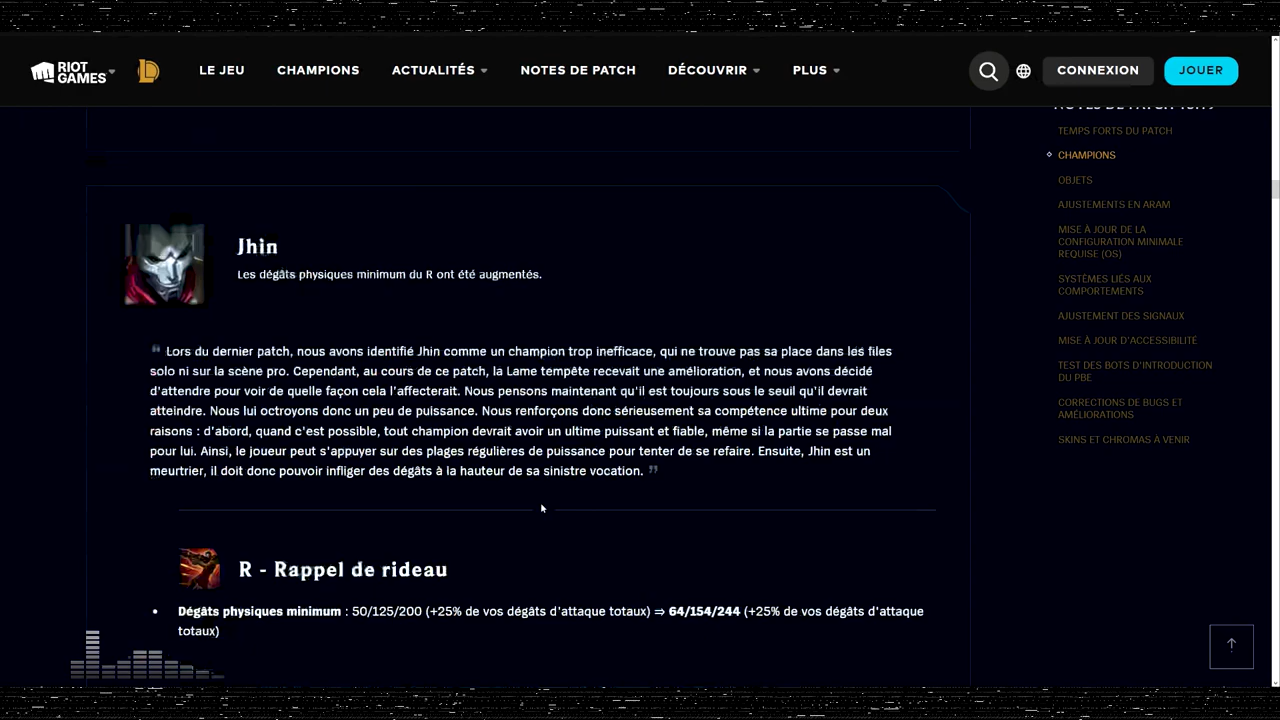 RIOT GAMES
LE JEU
CHAMPIONS
ACTUALITÉS
NOTES DE PATCH
DÉCOUVRIR
PLUS
CONNEXION
JOUER
TEMPS FORTS DU PATCH
CHAMPIONS
OBJETS
AJUSTEMENTS EN ARAM
MISE À JOUR DE LA
CONFIGURATION MINIMALE
REQUISE (OS)
SYSTÈMES LIÉS AUX
COMPORTEMENTS
AJUSTEMENT DES SIGNAUX
MISE À JOUR D'ACCESSIBILITÉ
TEST DES BOTS D'INTRODUCTION
DU PBE
CORRECTIONS DE BUGS ET
AMÉLIORATIONS
SKINS ET CHROMAS À VENIR
Jhin
Les dégâts physiques minimum du R ont été augmentés.
" Lors du dernier patch, nous avons identifié Jhin comme un champion trop inefficace, qui ne trouve pas sa place dans les files
solo ni sur la scène pro. Cependant, au cours de ce patch, la Lame tempête recevait une amélioration, et nous avons décidé
d'attendre pour voir de quelle façon cela l'affecterait. Nous pensons maintenant qu'il est toujours sous le seuil qu'il devrait
atteindre. Nous lui octroyons donc un peu de puissance. Nous renforçons donc sérieusement sa compétence ultime pour deux
raisons : d'abord, quand c'est possible, tout champion devrait avoir un ultime puissant et fiable, même si la partie se passe mal
pour lui. Ainsi, le joueur peut s'appuyer sur des plages régulières de puissance pour tenter de se refaire. Ensuite, Jhin est un
meurtrier, il doit donc pouvoir infliger des dégâts à la hauteur de sa sinistre vocation. "
R - Rappel de rideau
• Dégâts physiques minimum : 50/125/200 (+25% de vos dégâts d'attaque totaux) ⇒ 64/154/244 (+25% de vos dégâts d'attaque
totaux)